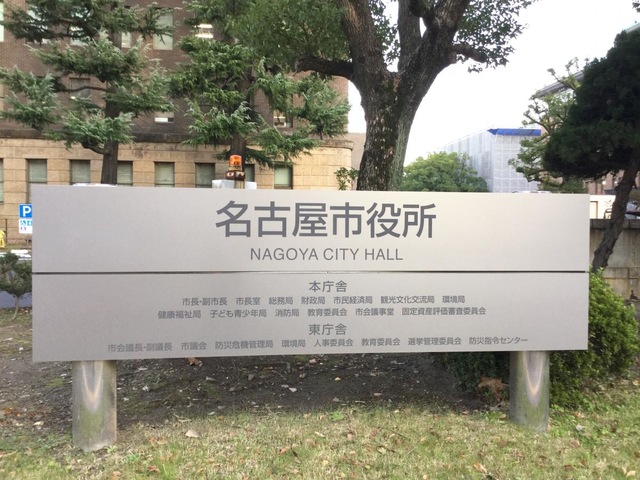 名古屋市役所
NAGOYA CITY HALL
本庁舎
市長・副市長 市長室 総務局 財政局 市民経済局 観光文化交流局 環境局
健康福祉局 子ども青少年局 消防局 教育委員会 市会議事堂 固定資産評価審査委員会
東庁舎
市会議長・副議長 市議会 防災危機管理局 環境局 人事委員会 教育委員会 選挙管理委員会 防災指令センター
P